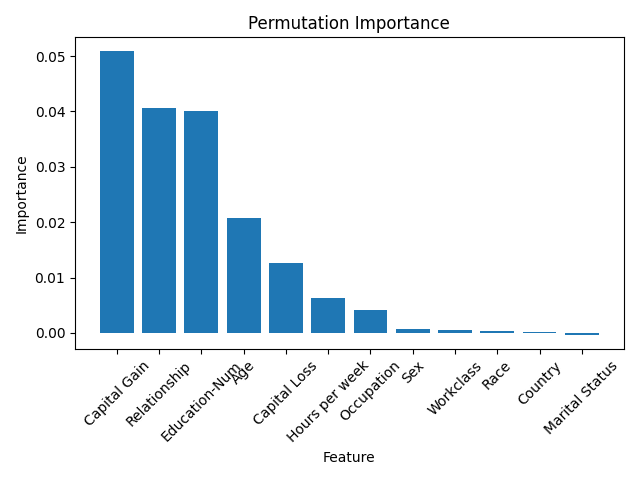 Permutation Importance
0.05
0.04
0.03
0.02
0.01
0.00
Importance
Capital Gain
Relationship
Education-Num
Age
Capital Loss
Hours per week
Occupation
Sex
Workclass
Race
Country
Marital Status
Feature